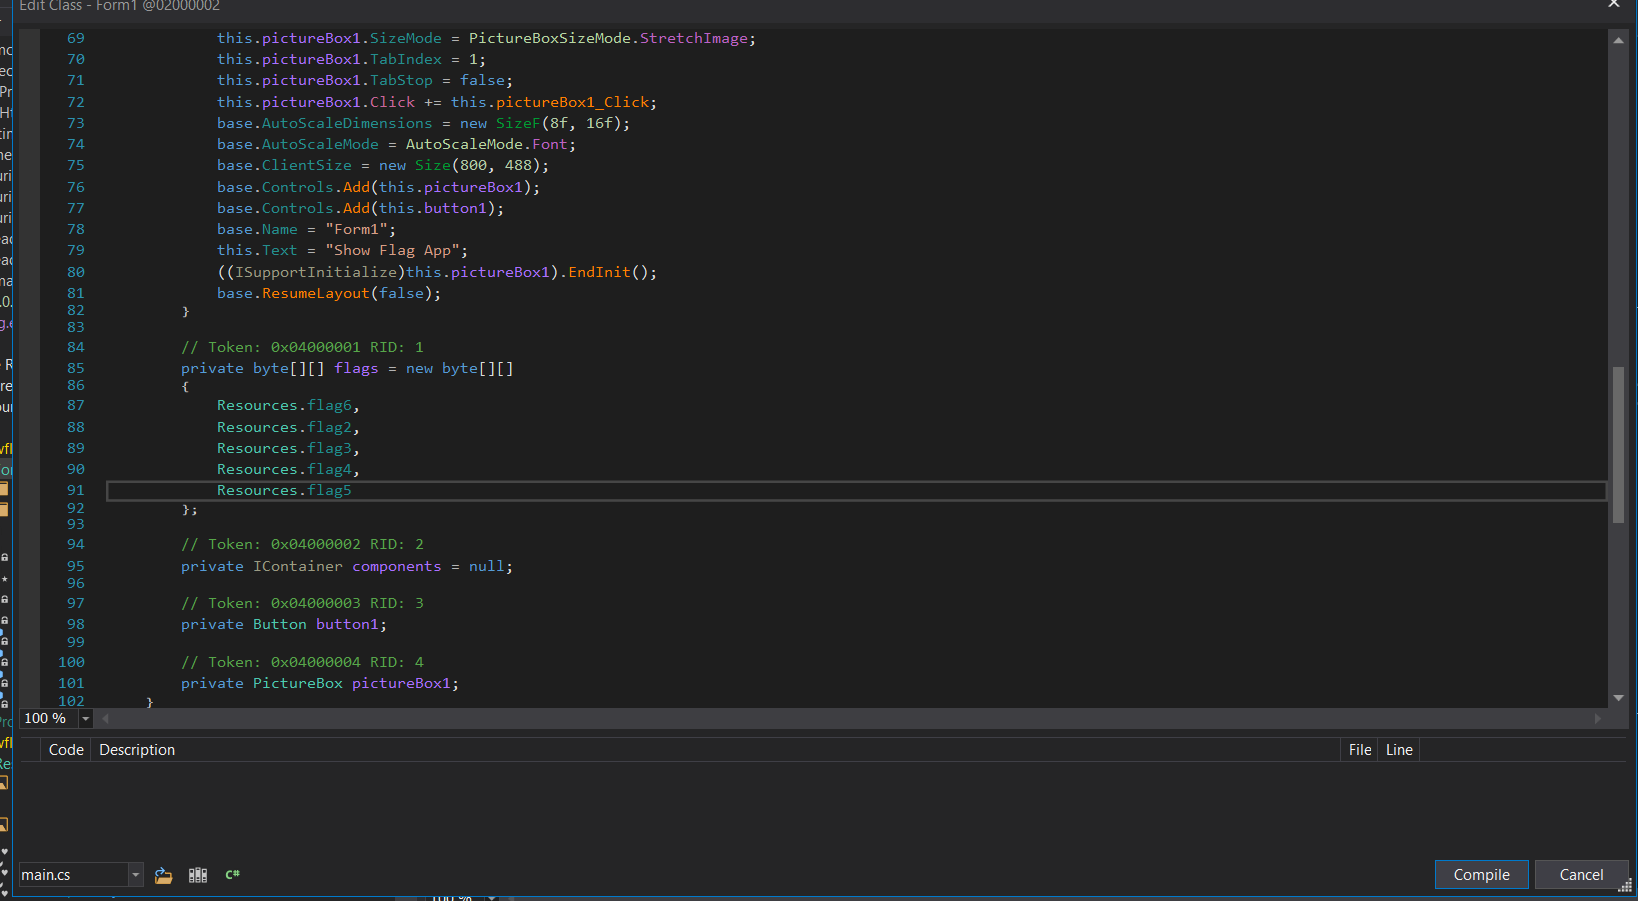 Edit Class - Form1 @02000002
69 this.pictureBox1.SizeMode = PictureBoxSizeMode.StretchImage;
70 this.pictureBox1.TabIndex = 1;
71 this.pictureBox1.TabStop = false;
72 this.pictureBox1.Click += this.pictureBox1_Click;
73 base.AutoScaleDimensions = new SizeF(8f, 16f);
74 base.AutoScaleMode = AutoScaleMode.Font;
75 base.ClientSize = new Size(800, 488);
76 base.Controls.Add(this.pictureBox1);
77 base.Controls.Add(this.button1);
78 base.Name = "Form1";
79 this.Text = "Show Flag App";
80 ((ISupportInitialize)this.pictureBox1).EndInit();
81 base.ResumeLayout(false);
82 }
83
84 // Token: 0x04000001 RID: 1
85 private byte[][] flags = new byte[][]
86 {
87 Resources.flag6,
88 Resources.flag2,
89 Resources.flag3,
90 Resources.flag4,
91 Resources.flag5
92 };
93
94 // Token: 0x04000002 RID: 2
95 private IContainer components = null;
96
97 // Token: 0x04000003 RID: 3
98 private Button button1;
99
100 // Token: 0x04000004 RID: 4
101 private PictureBox pictureBox1;
102 }
100 %
Code Description File Line
main.cs C# Compile Cancel
100 %